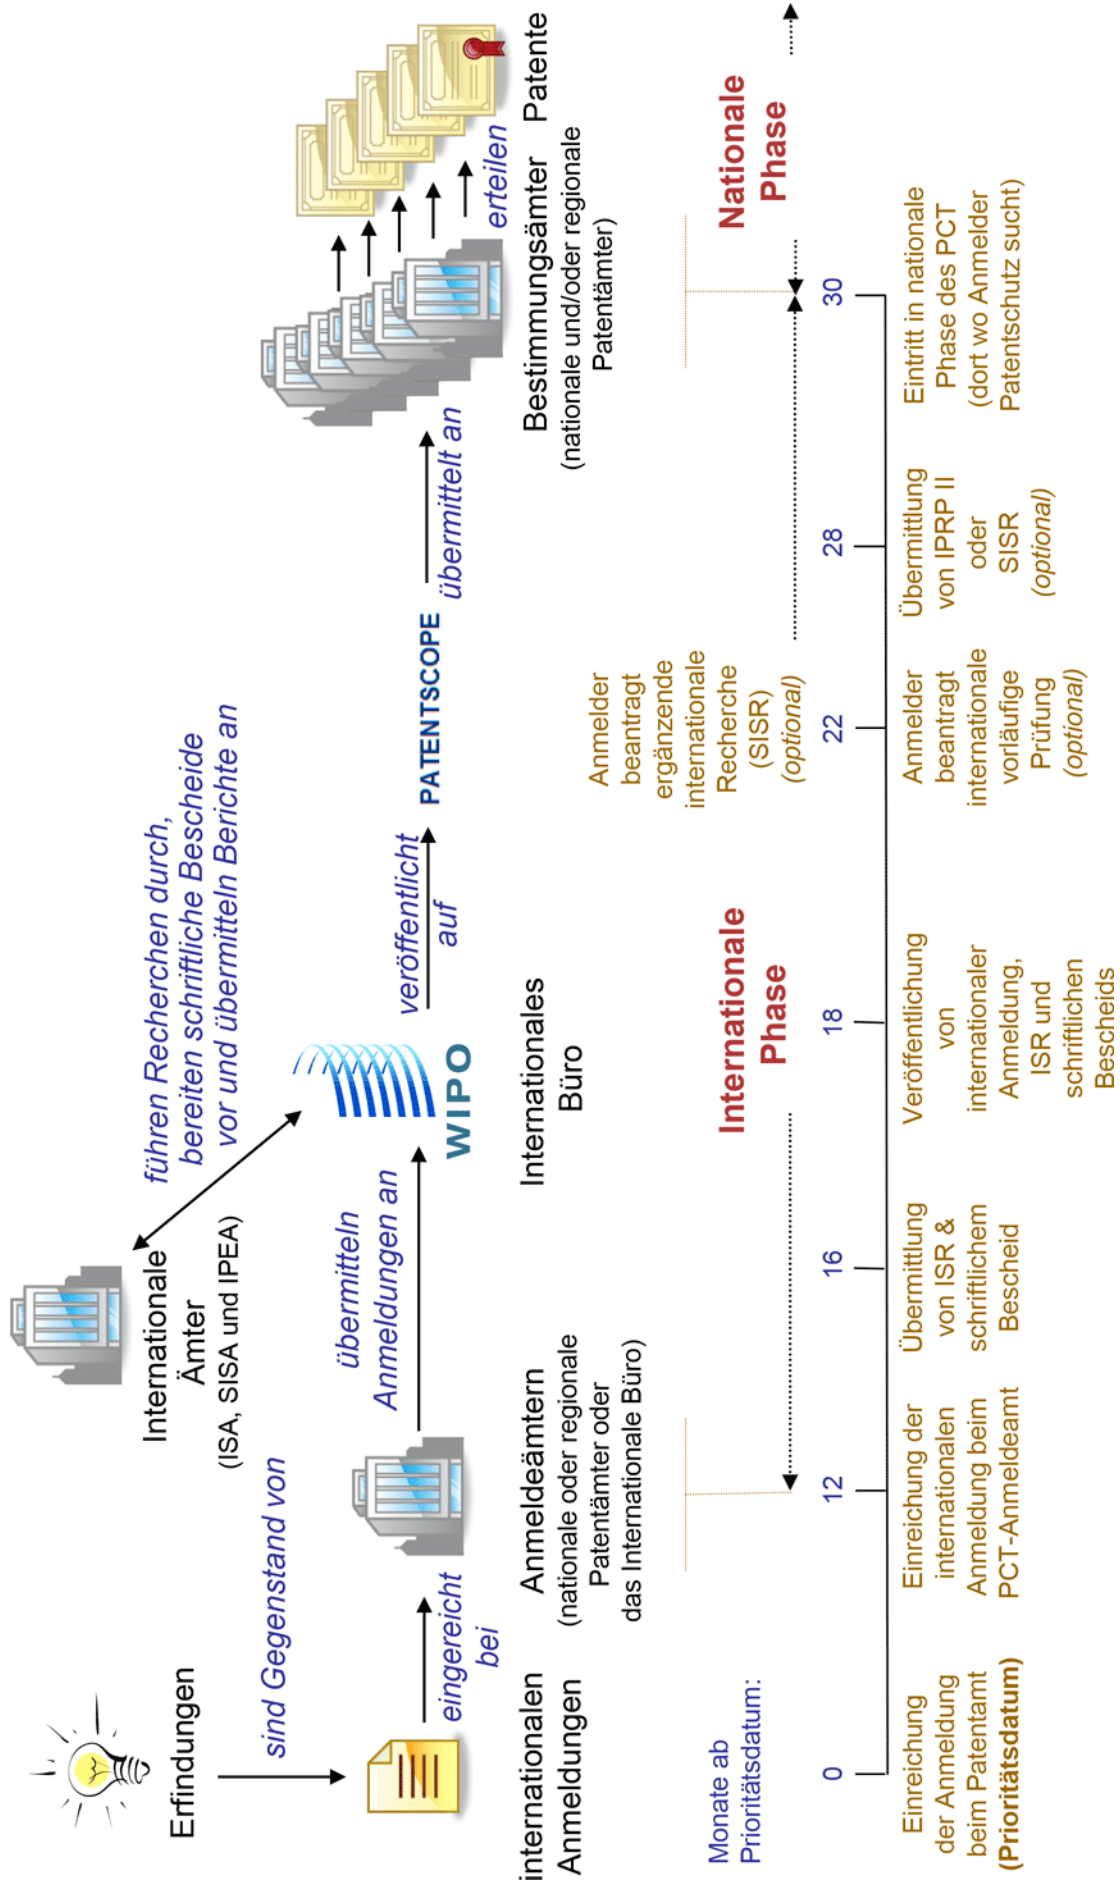 Erfindungen
sind Gegenstand von
internationalen
Anmeldungen
eingereicht
bei
Anmeldeämtern
(nationale oder regionale
Patentämter oder
das Internationale Büro)
übermitteln
Anmeldungen an
Internationale
Ämter
(ISA, SISA und IPEA)
führen Recherchen durch,
bereiten schriftliche Bescheide
vor und übermitteln Berichte an
WIPO
Internationales
Büro
veröffentlicht
auf
PATENTSCOPE
übermittelt an
Bestimmungsämter
(nationale und/oder regionale
Patentämter)
erteilen
Patente
Monate ab
Prioritätsdatum:
Internationale
Phase
Anmelder
beantragt
ergänzende
internationale
Recherche
(SISR)
(optional)
Nationale
Phase
0
12
16
18
22
28
30
Einreichung
der Anmeldung
beim Patentamt
(Prioritätsdatum)
Einreichung der
internationalen
Anmeldung beim
PCT-Anmeldeamt
Übermittlung
von ISR &
schriftlichem
Bescheid
Veröffentlichung
von
internationaler
Anmeldung,
ISR und
schriftlichen
Bescheids
Anmelder
beantragt
internationale
vorläufige
Prüfung
(optional)
Übermittlung
von IPRP II
oder
SISR
(optional)
Eintritt in nationale
Phase des PCT
(dort wo Anmelder
Patentschutz sucht)